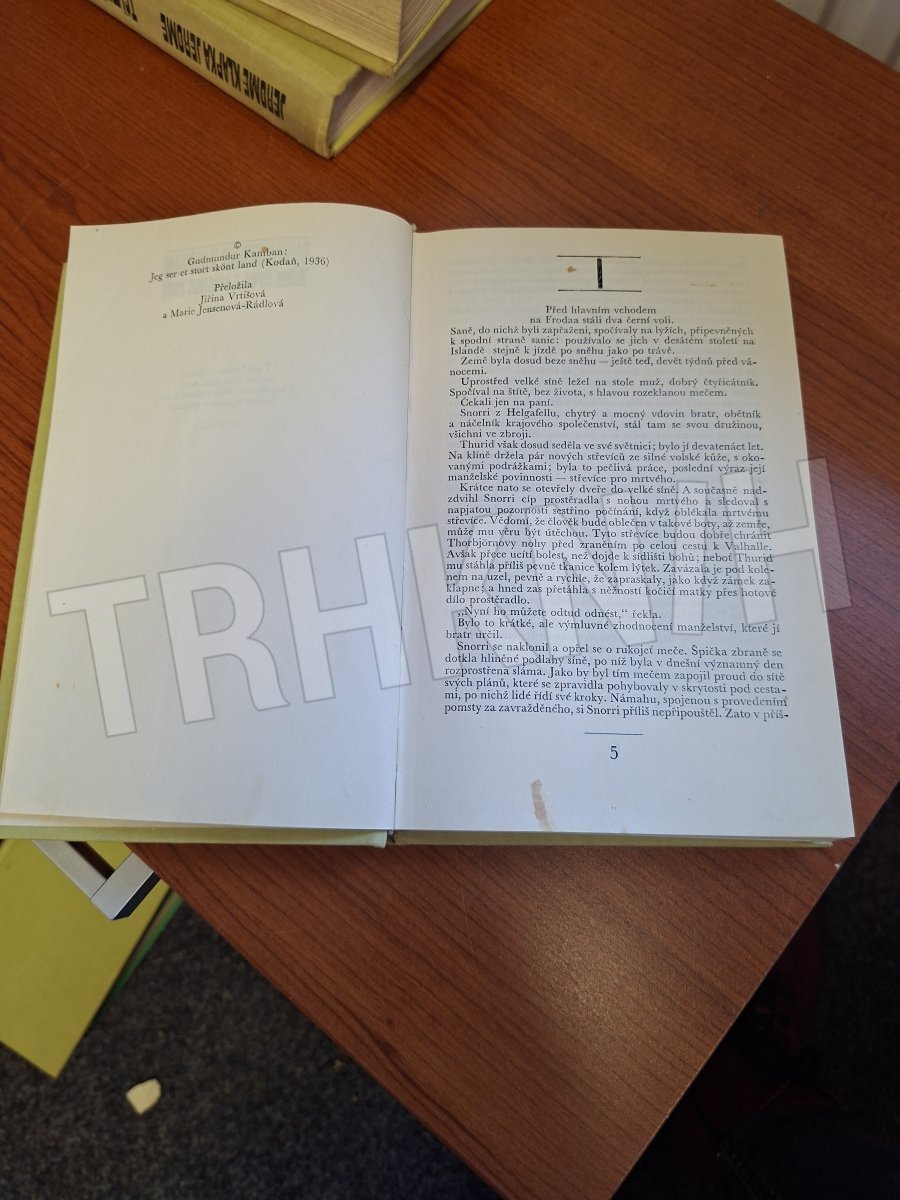 JEROME KLAPKA JEROME
©
Gudmundur Kamban:
Jeg ser et stort skönt land (Kodaň, 1936)
Přeložila
Jiřina Vrtišová
a Marie Jensenová-Rádlová
I
Před hlavním vchodem
na Frodaa stáli dva černí voli.
Saně, do nichž byli zapřaženi, spočívaly na lyžích, připevněných
k spodní straně sanic: používalo se jich v desátém století na
Islandě stejně k jízdě po sněhu jako po trávě.
Země byla dosud beze sněhu — ještě teď, devět týdnů před vá-
nocemi.
Uprostřed velké síně ležel na stole muž, dobrý čtyřicátník.
Spočíval na štítě, bez života, s hlavou rozeklanou mečem.
Čekali jen na paní.
Snorri z Helgafellu, chytrý a mocný vdovin bratr, obětník
a náčelník krajového společenství, stál tam se svou družinou,
všichni ve zbroji.
Thurid však dosud seděla ve své světnici; bylo jí devatenáct let.
Na klíně držela pár nových střevíců ze silné volské kůže, s oko-
vanými podrážkami; byla to pečlivá práce, poslední výraz její
manželské povinnosti — střevíce pro mrtvého.
Krátce nato se otevřely dveře do velké síně. A současně nad-
zdvihl Snorri cíp prostěradla s nohou mrtvého a sledoval s
napjatou pozorností sestřino počínání, když oblékala mrtvému
střevíce. Vědomí, že člověk bude oblečen v takové boty, až zemře,
může mu věru být útěchou. Tyto střevíce budou dobře chránit
Thorbjörnovy nohy před zraněním po celou cestu k Valhalle.
Avšak přece ucítí bolest, než dojde k sídlišti bohů; neboť Thurid
mu stáhla příliš pevně tkanice kolem lýtek. Zavázala je pod kole-
nem na uzel, pevně a rychle, že zapraskaly, jako když zámek za-
klapne; a hned zas přetáhla s něžností kočičí matky přes hotové
dílo prostěradlo.
„Nyní ho můžete odtud odnést,“ řekla.
Bylo to krátké, ale výmluvné zhodnocení manželství, které jí
bratr určil.
Snorri se naklonil a opřel se o rukojeť meče. Špička zbraně se
dotkla hliněné podlahy síně, po níž byla v dnešní významný den
rozprostřena sláma. Jako by byl tím mečem zapojil proud do sítě
svých plánů, které se zpravidla pohybovaly v skrytosti pod cesta-
mi, po nichž lidé řídí své kroky. Námahu, spojenou s provedením
pomsty za zavražděného, si Snorri příliš nepřipouštěl. Zato v příš-
5
TRHKNIH